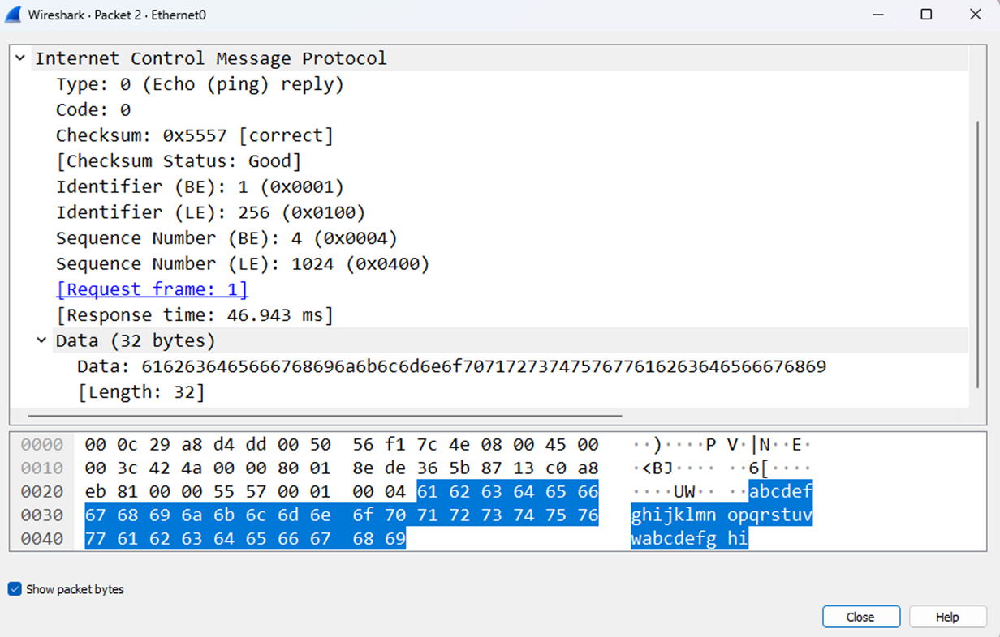 Wireshark · Packet 2 · Ethernet0
Internet Control Message Protocol
Type: 0 (Echo (ping) reply)
Code: 0
Checksum: 0x5557 [correct]
[Checksum Status: Good]
Identifier (BE): 1 (0x0001)
Identifier (LE): 256 (0x0100)
Sequence Number (BE): 4 (0x0004)
Sequence Number (LE): 1024 (0x0400)
[Request frame: 1]
[Response time: 46.943 ms]
Data (32 bytes)
Data: 6162636465666768696a6b6c6d6e6f7071727374757677616263646566676869
[Length: 32]
0000 00 0c 29 a8 d4 dd 00 50 56 f1 7c 4e 08 00 45 00 ··)····P V·|N··E·
0010 00 3c 42 4a 00 00 80 01 8e de 36 5b 87 13 c0 a8 ·<BJ···· ··6[····
0020 eb 81 00 00 55 57 00 01 00 04 61 62 63 64 65 66 ····UW·· ··abcdef
0030 67 68 69 6a 6b 6c 6d 6e 6f 70 71 72 73 74 75 76 ghijklmn opqrstuv
0040 77 61 62 63 64 65 66 67 68 69 wabcdefg hi
Show packet bytes
Close Help